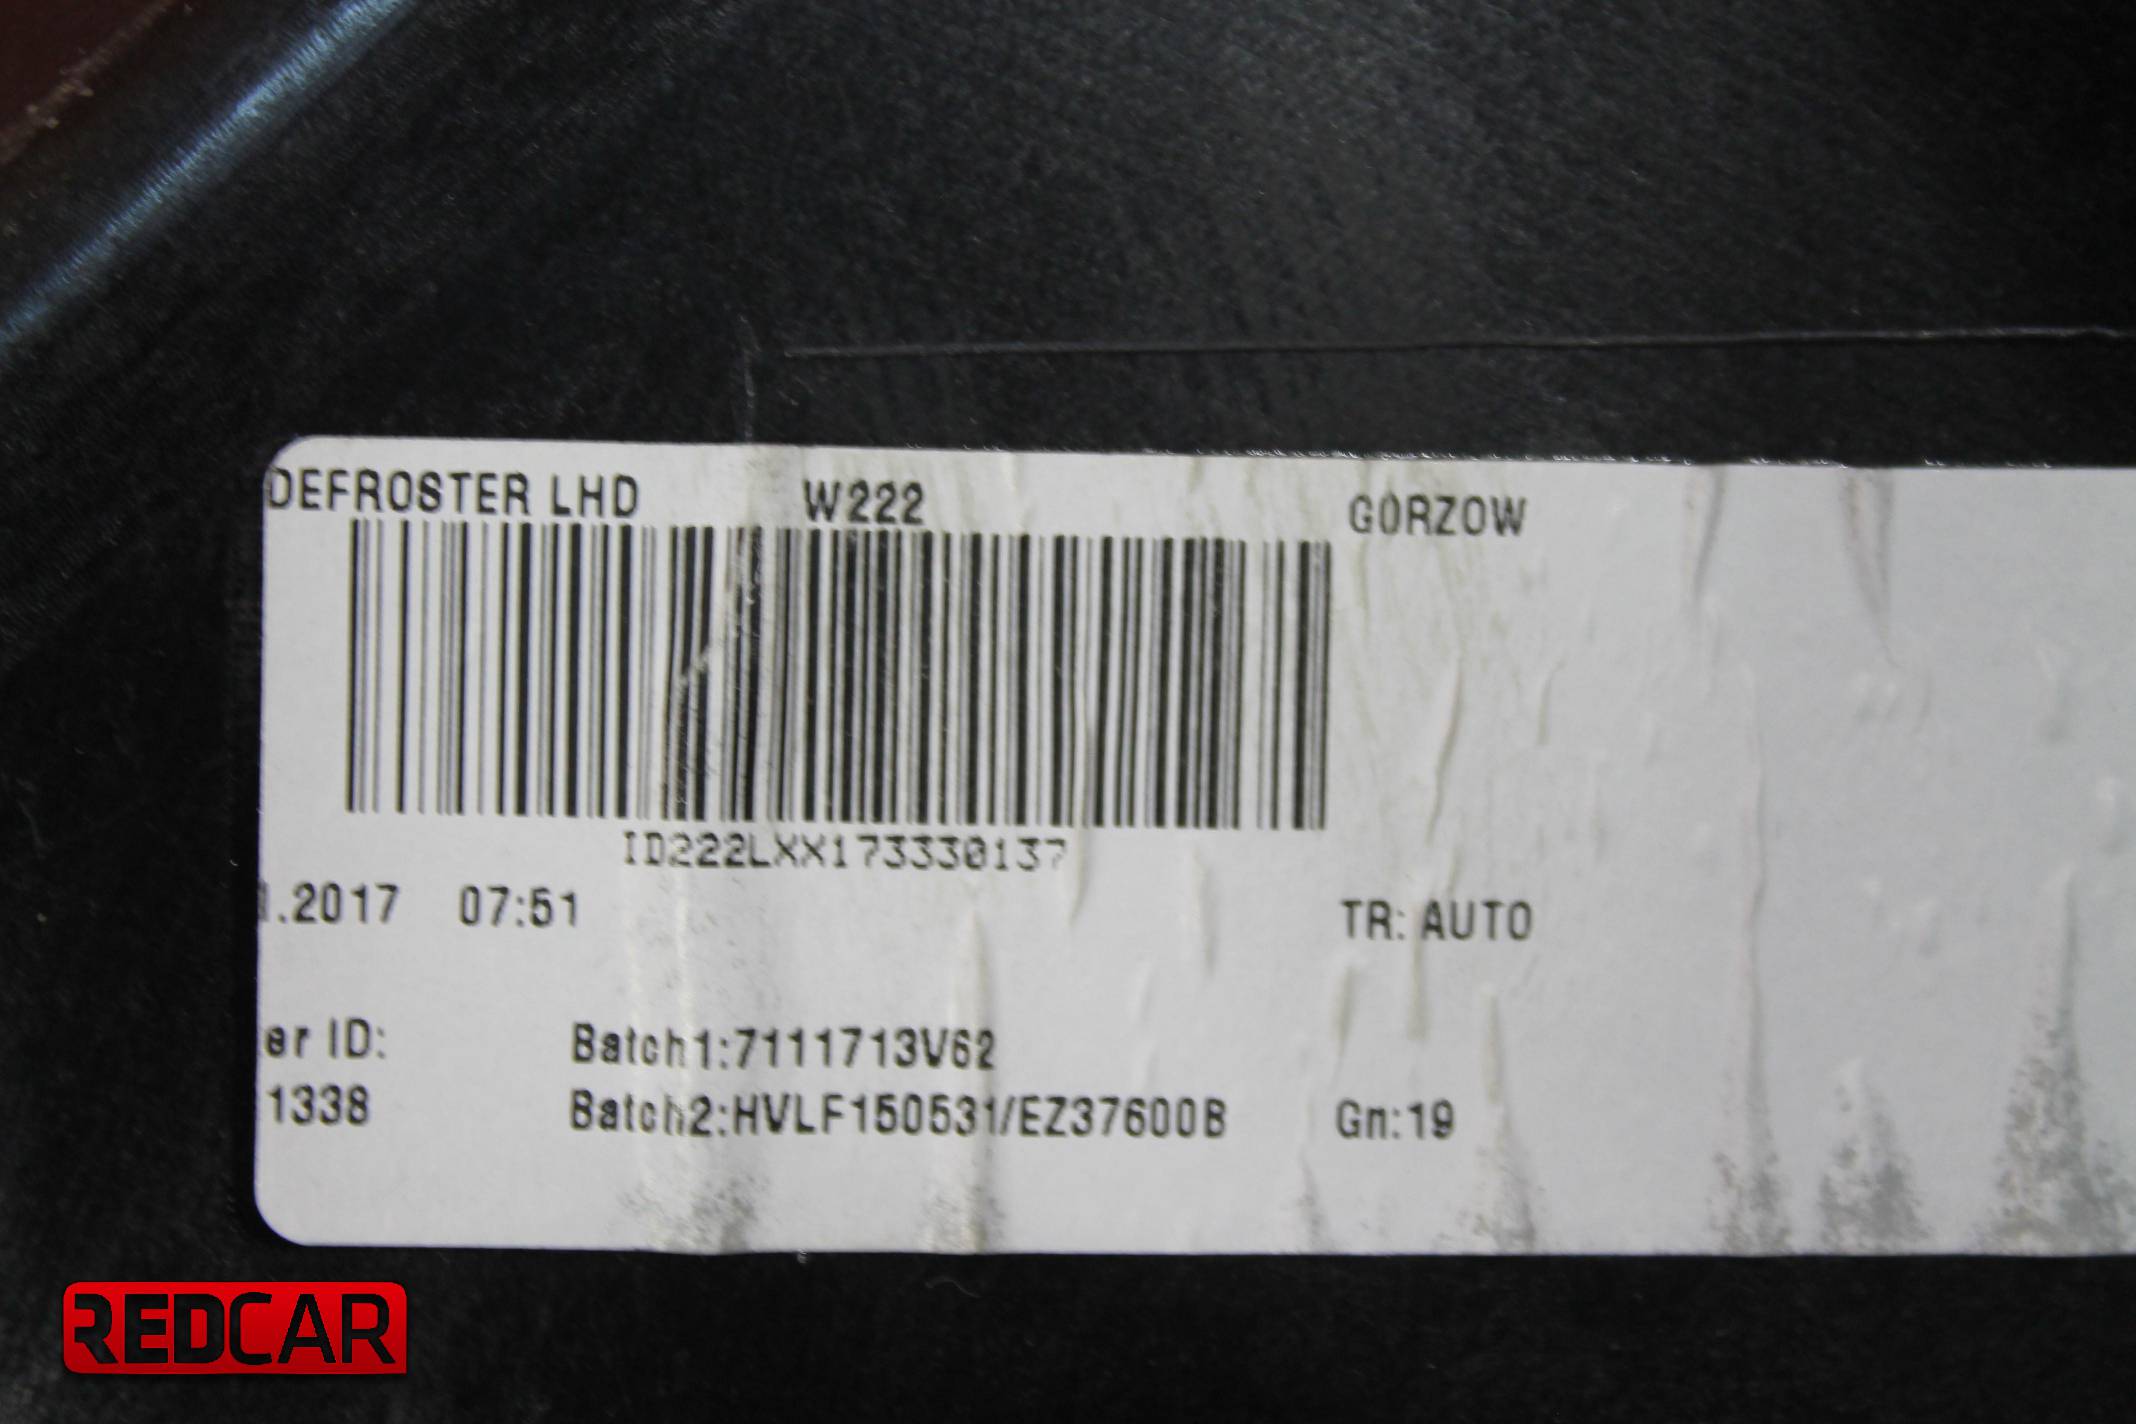 DEFROSTER LHD W222 GORZOW
ID222LXX173330137
.2017 07:51 TR: AUTO
er ID: Batch1:7111713V62
1338 Batch2:HVLF150531/EZ37600B Gn:19
REDCAR